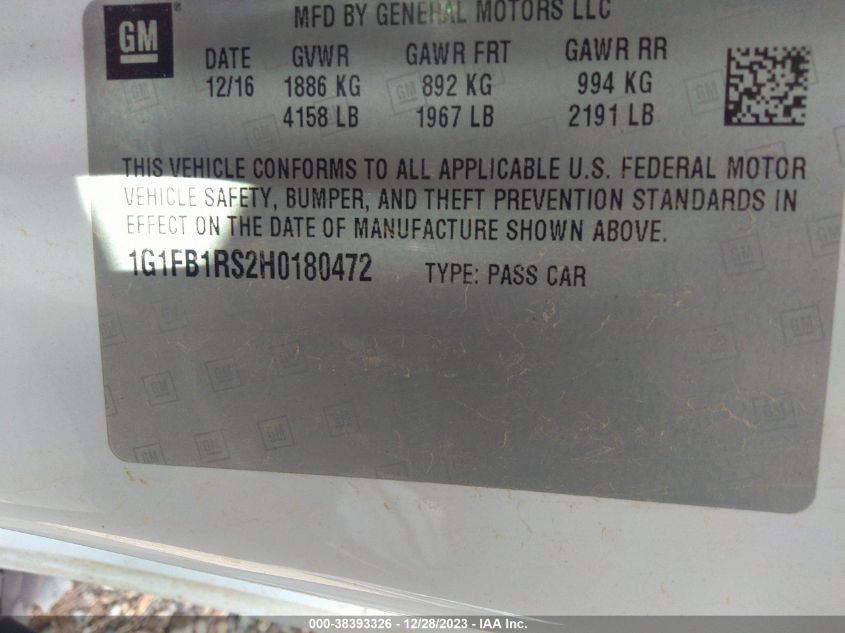 GM
MFD BY GENERAL MOTORS LLC
DATE GVWR GAWR FRT GAWR RR
12/16 1886 KG 892 KG 994 KG
4158 LB 1967 LB 2191 LB
THIS VEHICLE CONFORMS TO ALL APPLICABLE U.S. FEDERAL MOTOR
VEHICLE SAFETY, BUMPER, AND THEFT PREVENTION STANDARDS IN
EFFECT ON THE DATE OF MANUFACTURE SHOWN ABOVE.
1G1FB1RS2H0180472 TYPE: PASS CAR
000-38393326 - 12/28/2023 - IAA Inc.